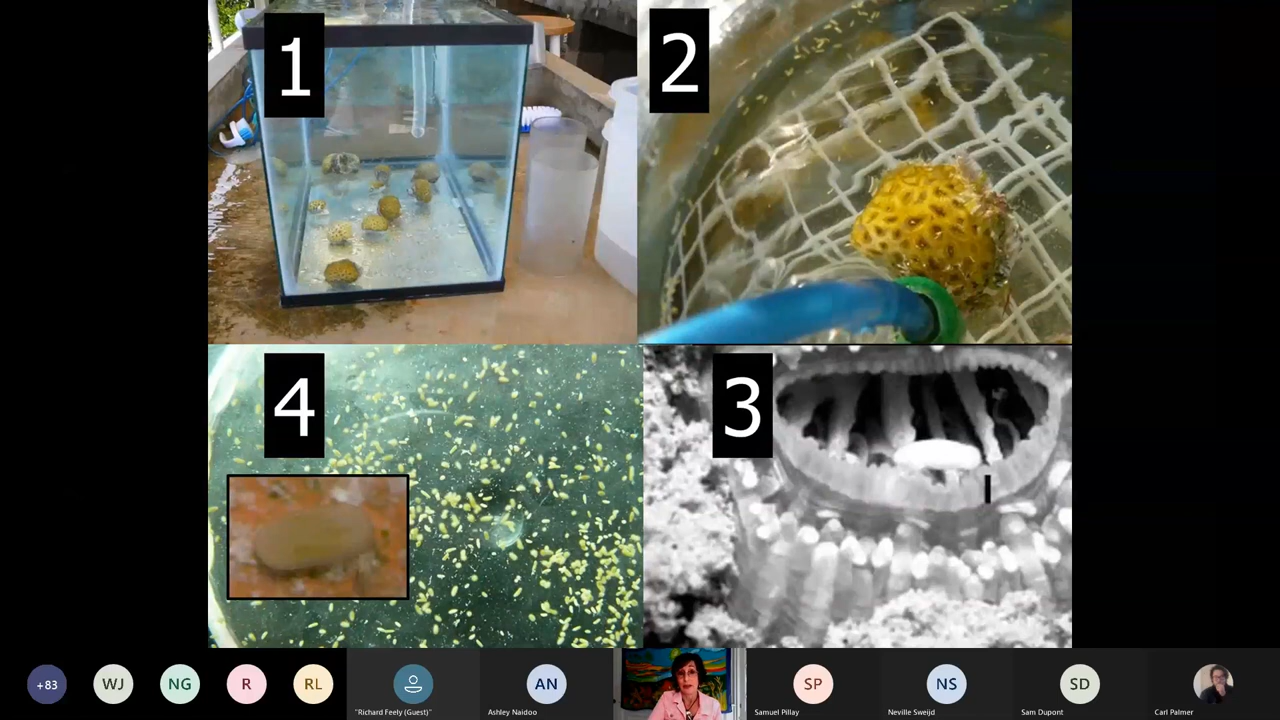 1
2
4
3
+83
WJ
NG
R
RL
AN
SP
NS
SD
"Richard Feely (Guest)"
Ashley Naidoo
Samuel Pillay
Neville Sweijd
Sam Dupont
Carl Palmer